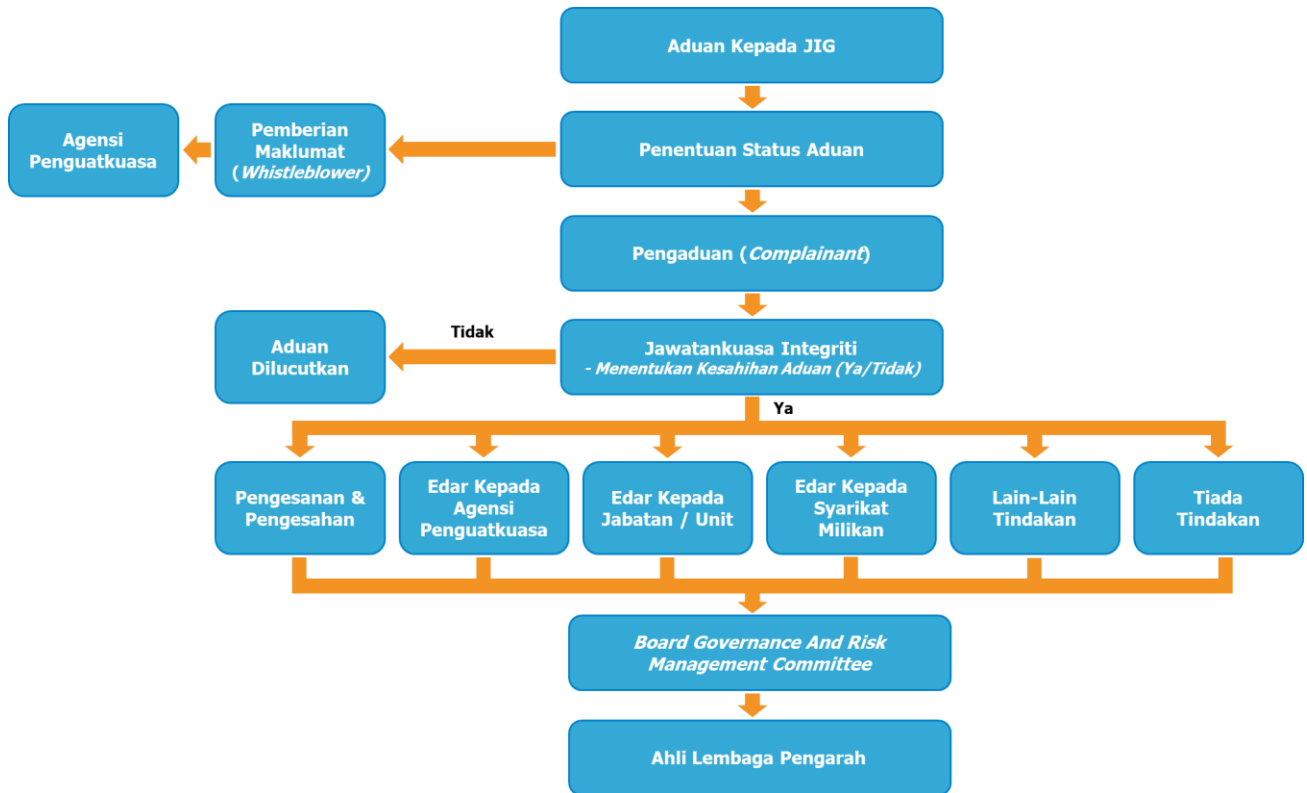 Aduan Kepada JIG
Agensi
Penguatkuasa
Pemberian
Maklumat
(Whistleblower)
Penentuan Status Aduan
Pengaduan (Complainant)
Aduan
Dilucutkan
Tidak
Jawatankuasa Integriti
- Menentukan Kesahihan Aduan (Ya/Tidak)
Ya
Pengesanan &
Pengesahan
Edar Kepada
Agensi
Penguatkuasa
Edar Kepada
Jabatan / Unit
Edar Kepada
Syarikat
Milikan
Lain-Lain
Tindakan
Tiada
Tindakan
Board Governance And Risk
Management Committee
Ahli Lembaga Pengarah